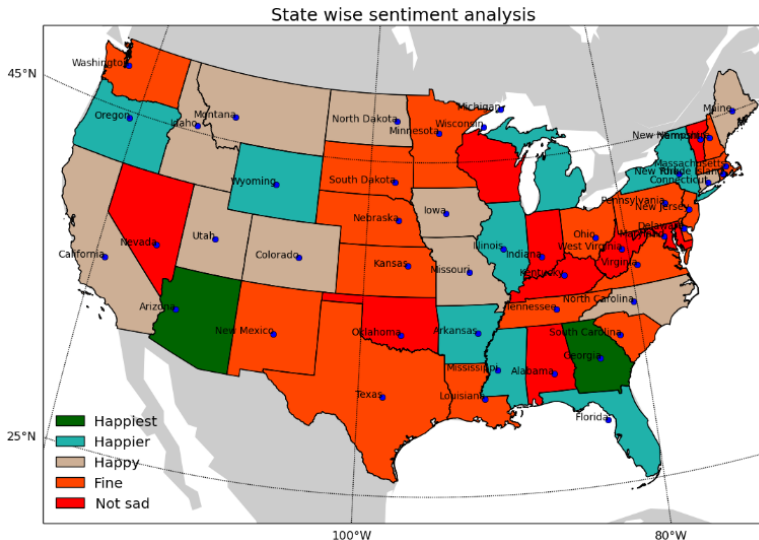 State wise sentiment analysis
45°N
25°N
100°W
80°W
Washington
Oregon
Idaho
Montana
North Dakota
Minnesota
Wisconsin
Michigan
Maine
New Hampshire
Massachusetts
New York
Rhode Island
Connecticut
Wyoming
South Dakota
Iowa
Nebraska
Pennsylvania
New Jersey
Nevada
Utah
Colorado
California
Kansas
Missouri
Illinois
Indiana
Ohio
West Virginia
Delaware
Maryland
Virginia
Kentucky
Arizona
New Mexico
Oklahoma
Arkansas
Tennessee
North Carolina
South Carolina
Georgia
Texas
Louisiana
Mississippi
Alabama
Florida
Happiest
Happier
Happy
Fine
Not sad